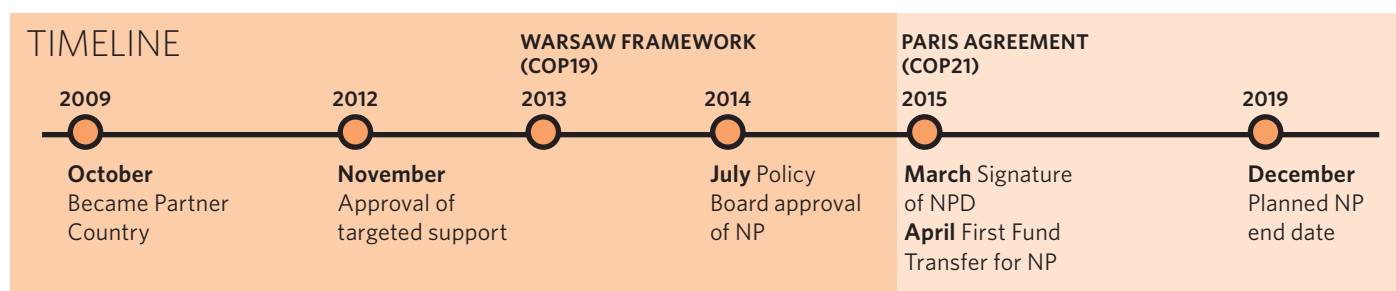 TIMELINE
WARSAW FRAMEWORK
(COP19)
PARIS AGREEMENT
(COP21)
2009
2012
2013
2014
2015
2019
October
Became Partner
Country
November
Approval of
targeted support
July Policy
Board approval
of NP
March Signature
of NPD
April First Fund
Transfer for NP
December
Planned NP
end date